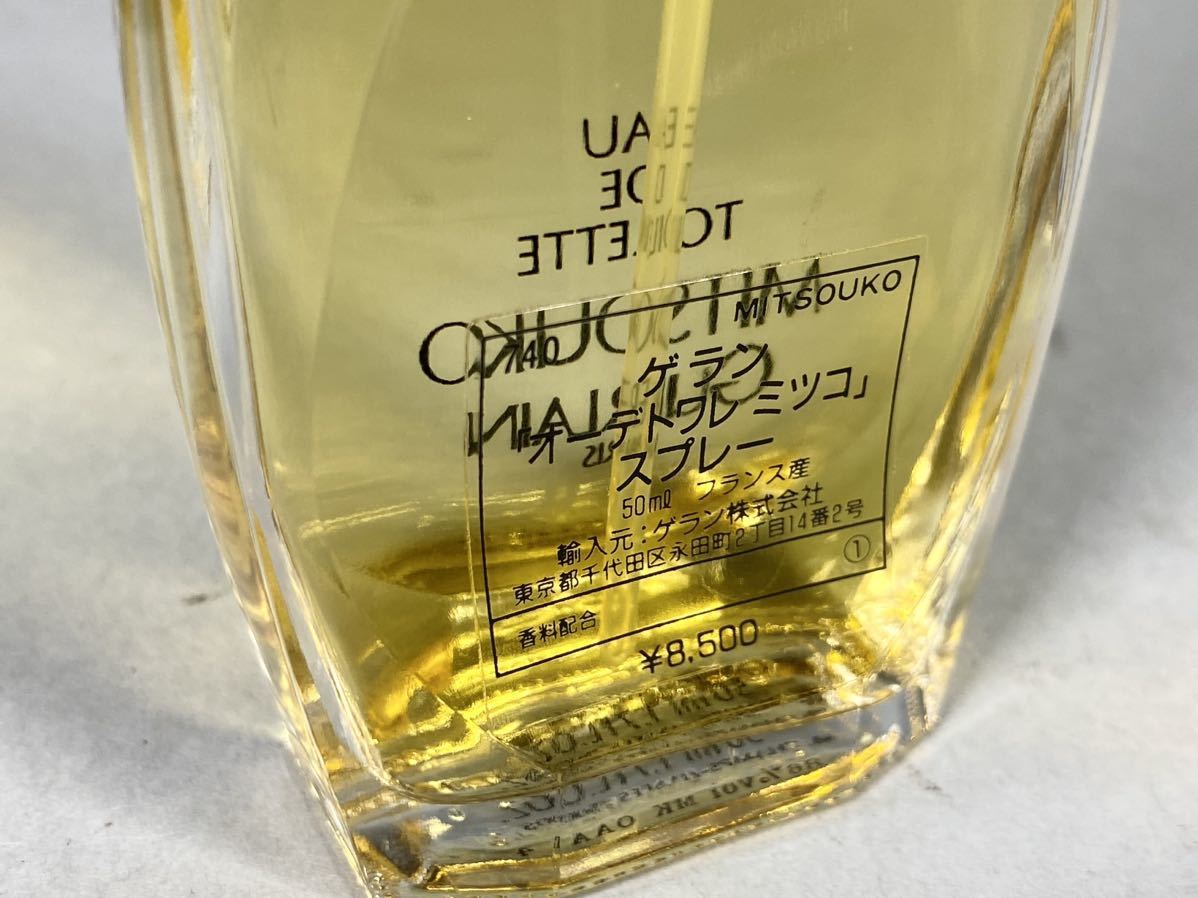 EAU
DE
TOILETTE
MITSOUKO
GUERLAIN
MITSOUKO
ゲラン
「オーデトワレ ミツコ」
スプレー
50mℓ フランス産
輸入元：ゲラン株式会社
東京都千代田区永田町2丁目14番2号
①
香料配合
¥8,500